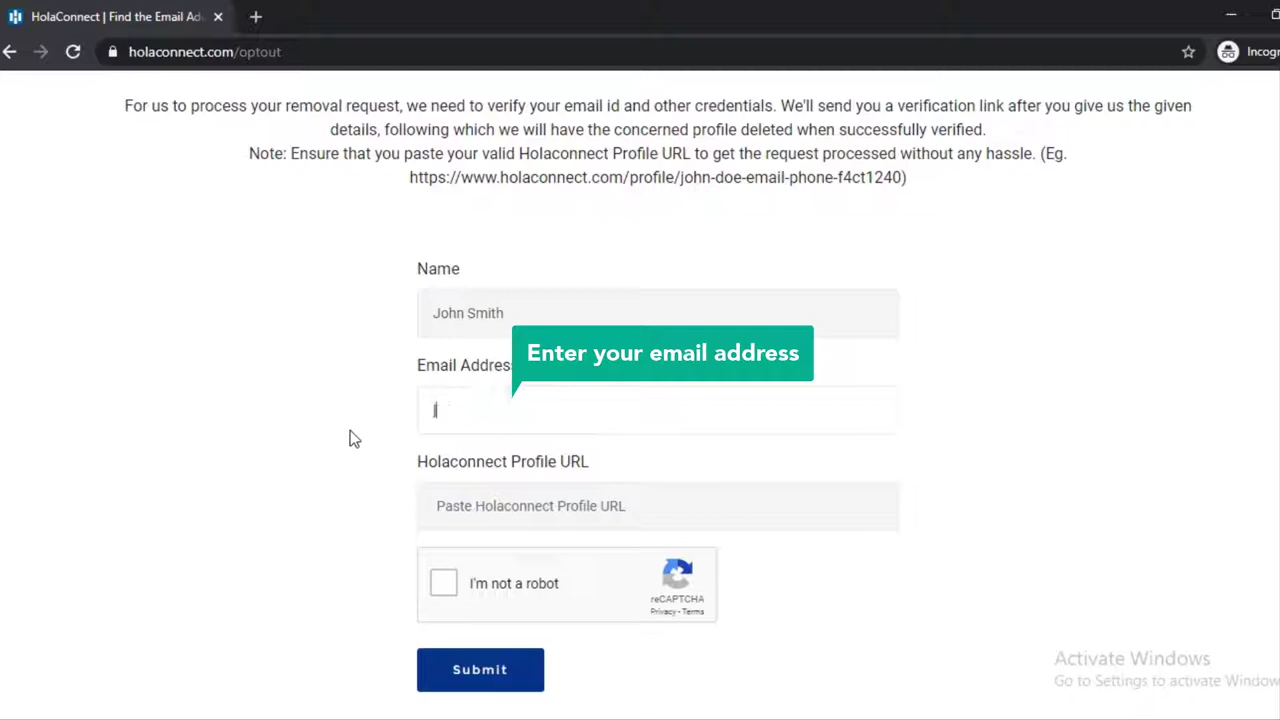 HolaConnect | Find the Email Ad
holaconnect.com/optout
Incogn
For us to process your removal request, we need to verify your email id and other credentials. We'll send you a verification link after you give us the given
details, following which we will have the concerned profile deleted when successfully verified.
Note: Ensure that you paste your valid Holaconnect Profile URL to get the request processed without any hassle. (Eg.
https://www.holaconnect.com/profile/john-doe-email-phone-f4ct1240)
Name
John Smith
Enter your email address
Email Address
Holaconnect Profile URL
Paste Holaconnect Profile URL
I'm not a robot
reCAPTCHA
Privacy - Terms
Submit
Activate Windows
Go to Settings to activate Window